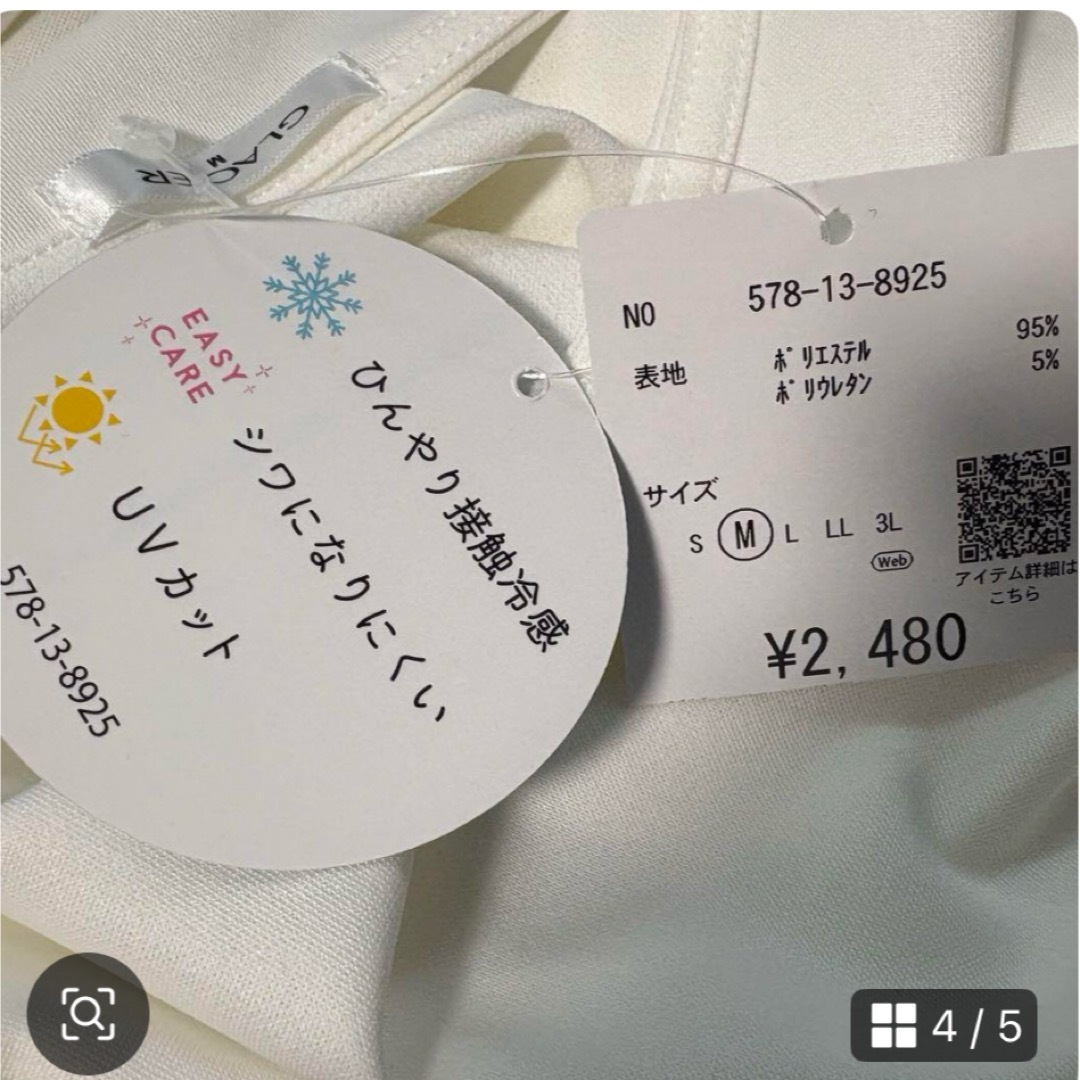 GLACIER
M
EASY
CARE
ひんやり接触冷感
シワになりにくい
UVカット
578-13-8925
NO 578-13-8925
表地 ポリエステル 95%
ポリウレタン 5%
サイズ
S M L LL 3L
Web
アイテム詳細は
こちら
¥2,480
4 / 5